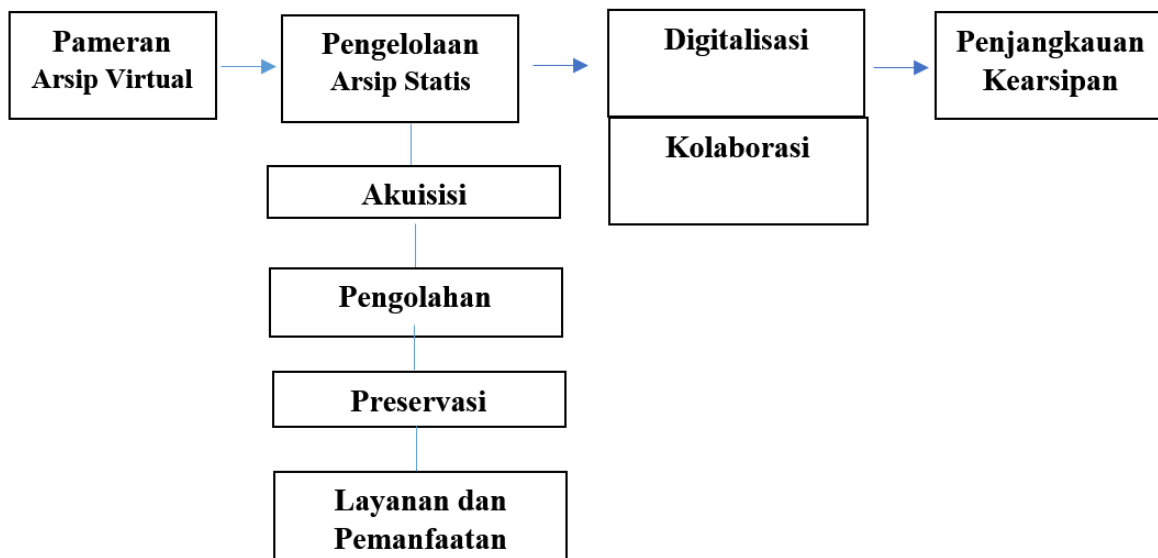 Pameran
Arsip Virtual
Pengelolaan
Arsip Statis
Digitalisasi
Penjangkauan
Kearsipan
Kolaborasi
Akuisisi
Pengolahan
Preservasi
Layanan dan
Pemanfaatan